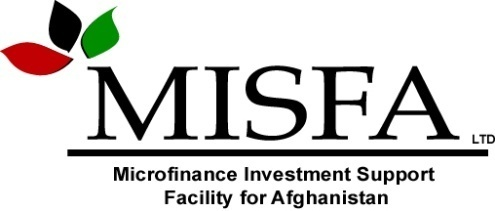 MISFA LTD
Microfinance Investment Support
Facility for Afghanistan